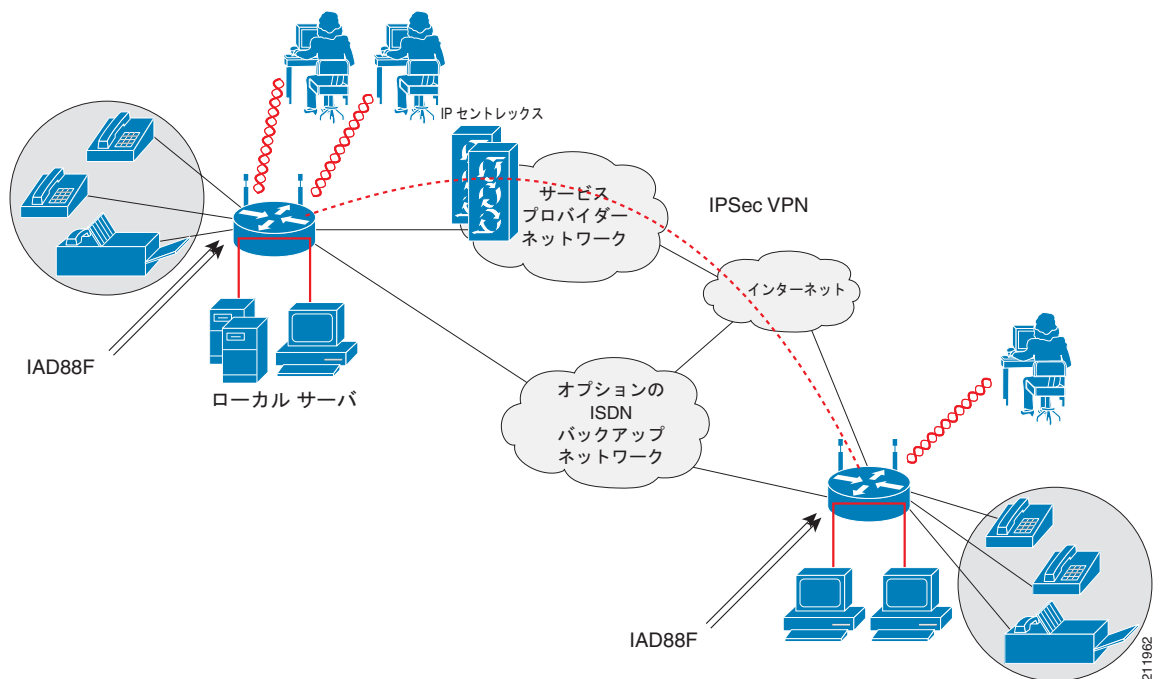 IP セントレックス
サービス
プロバイダー
ネットワーク
IPSec VPN
インターネット
IAD88F
ローカル サーバ
オプションの
ISDN
バックアップ
ネットワーク
IAD88F
211962